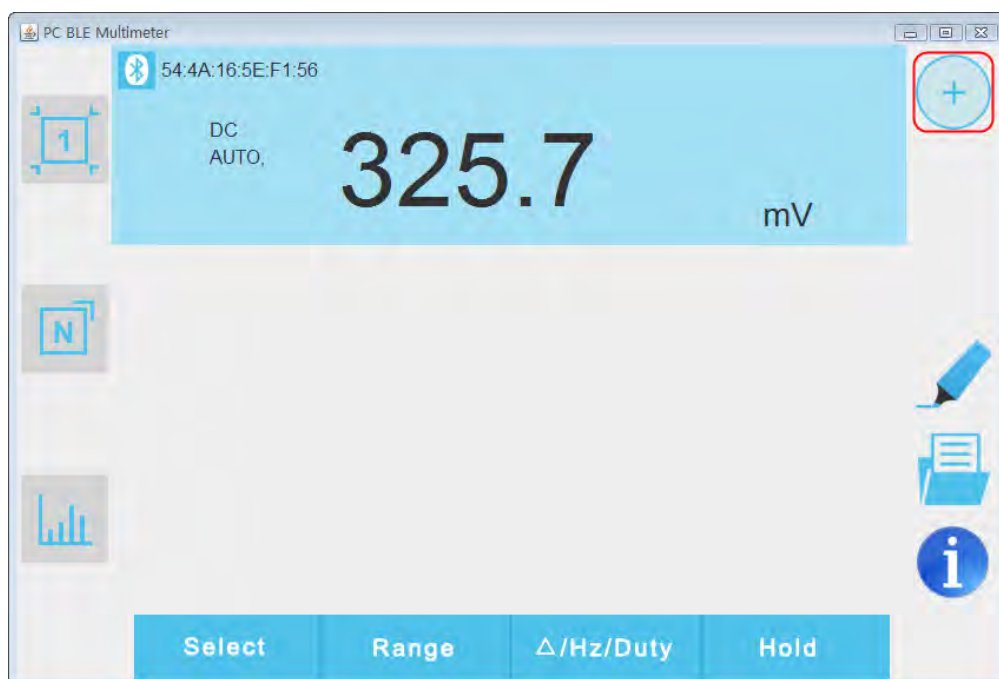 PC BLE Multimeter
54:4A:16:5E:F1:56
DC
AUTO,
325.7
mV
1
N
+
i
Select Range △/Hz/Duty Hold